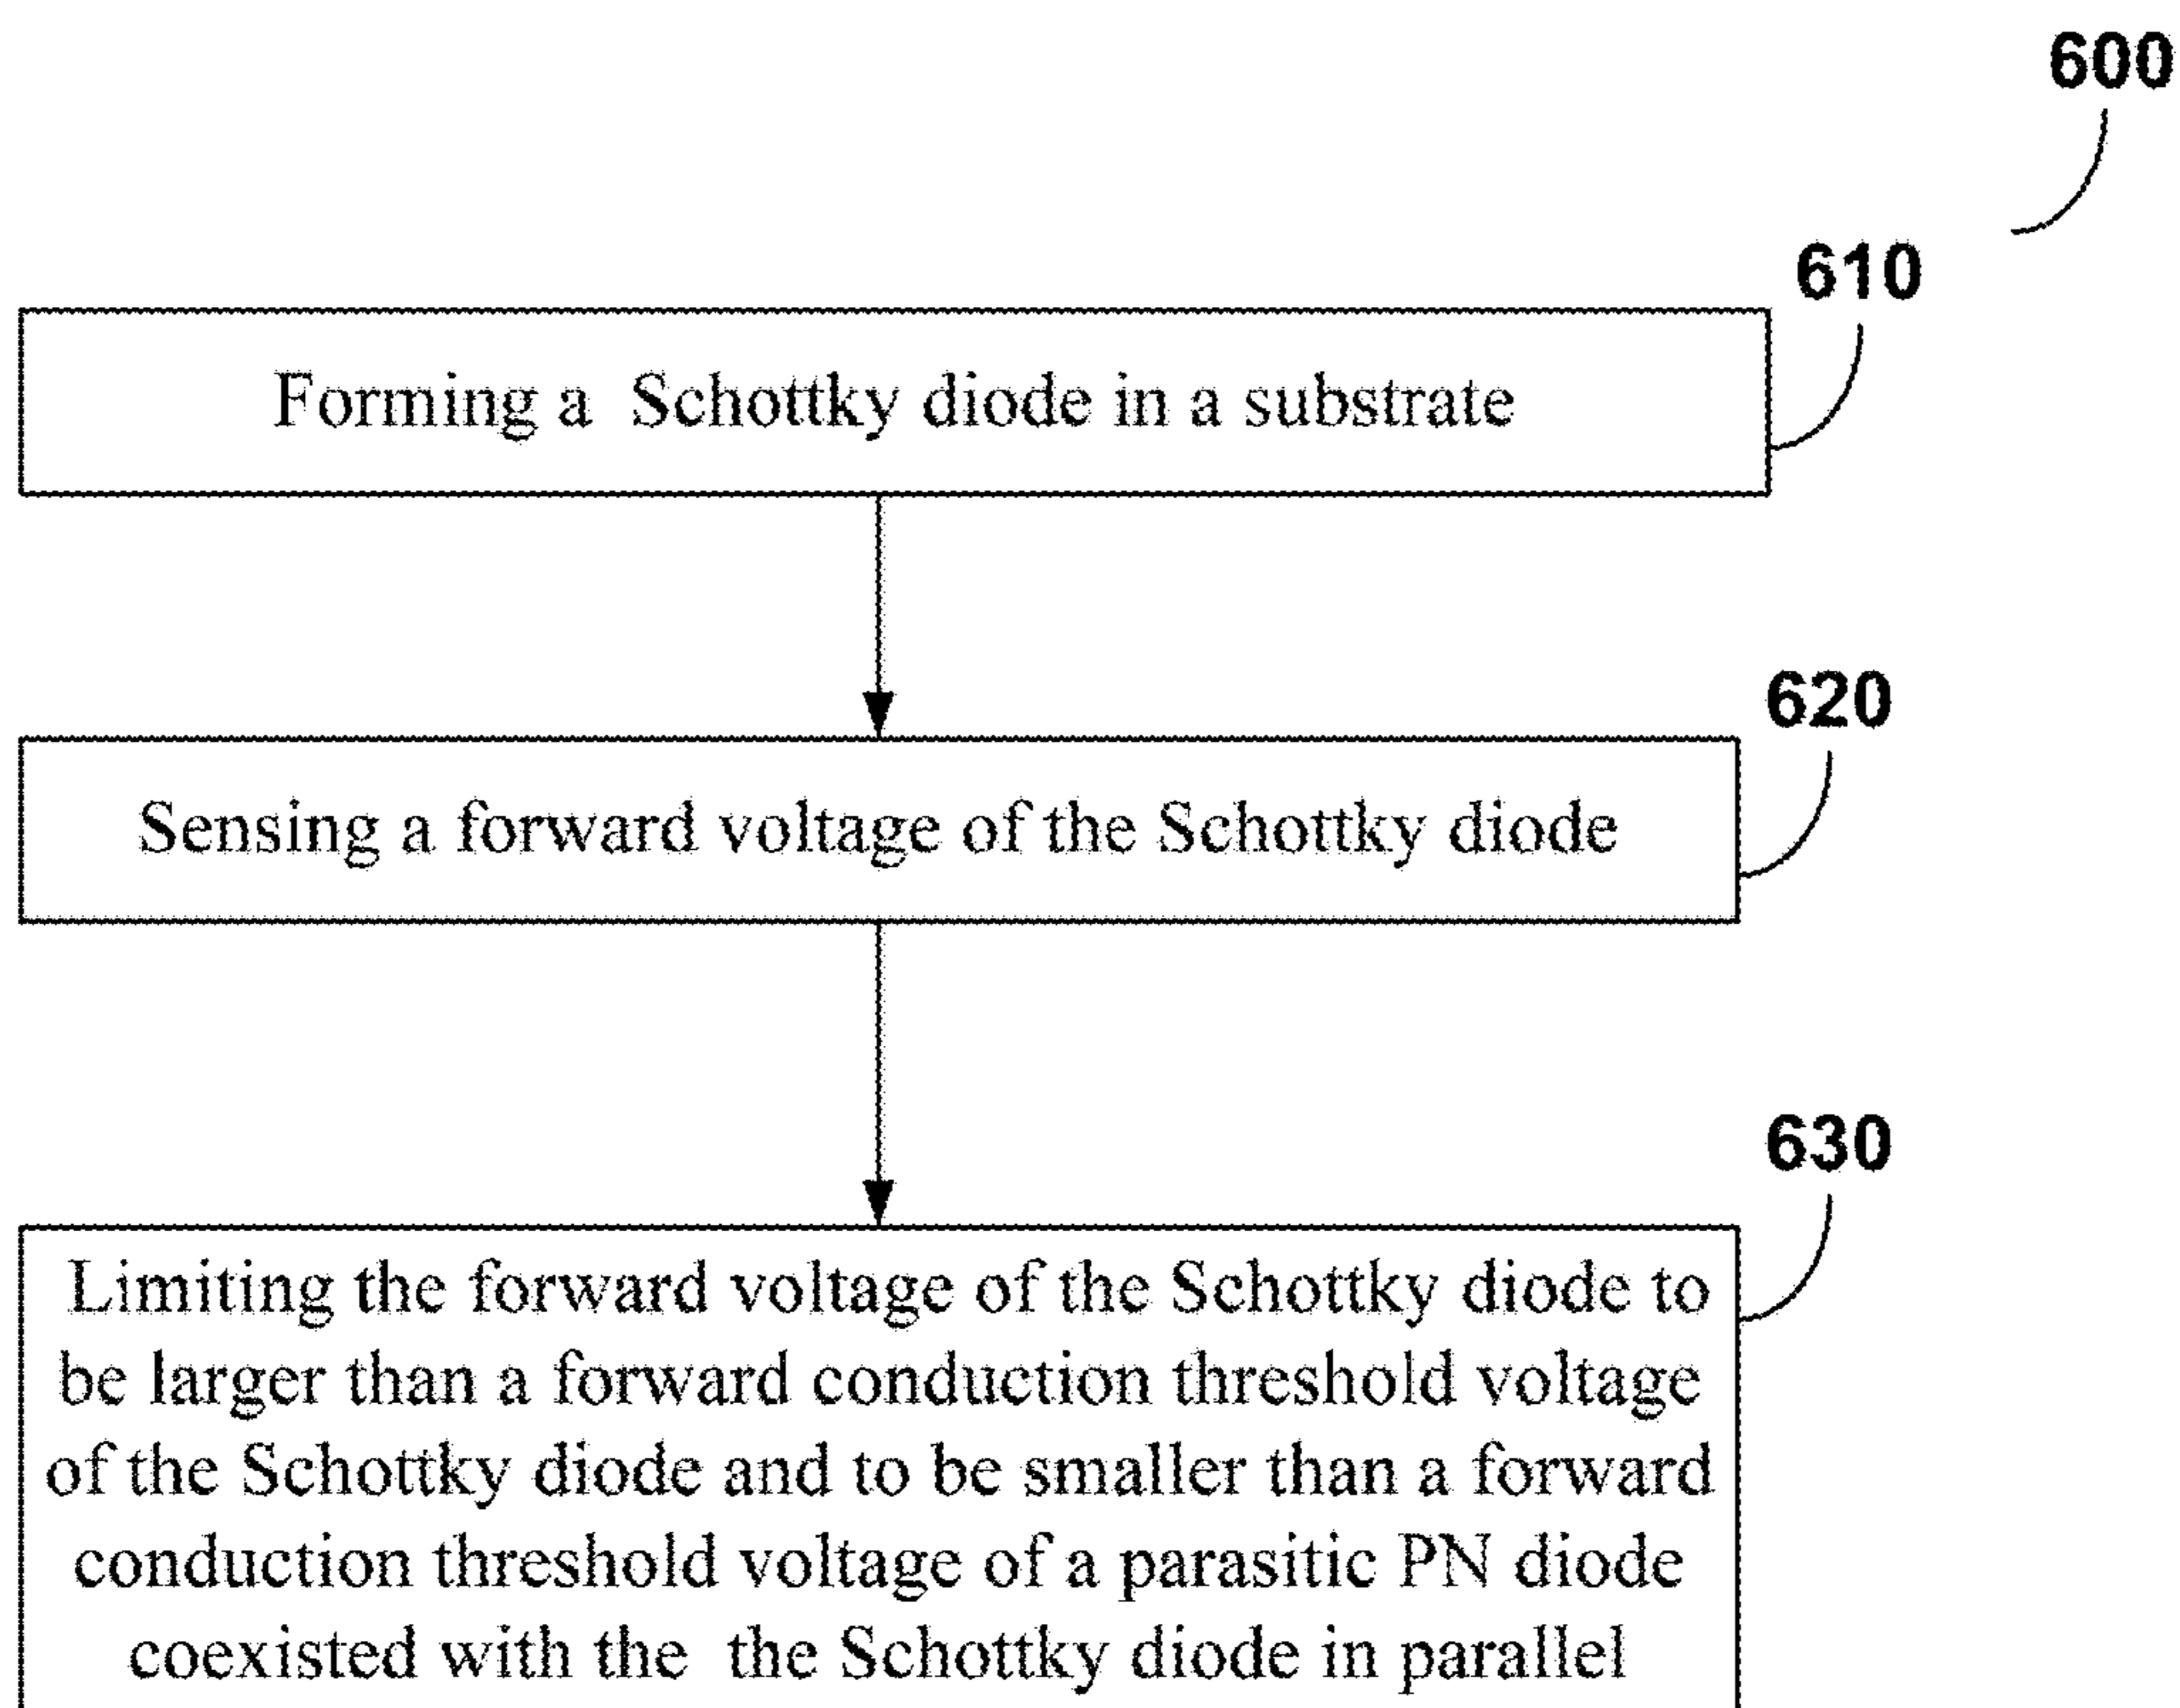 600
610
Forming a Schottky diode in a substrate
620
Sensing a forward voltage of the Schottky diode
630
Limiting the forward voltage of the Schottky diode to
be larger than a forward conduction threshold voltage
of the Schottky diode and to be smaller than a forward
conduction threshold voltage of a parasitic PN diode
coexisted with the the Schottky diode in parallel